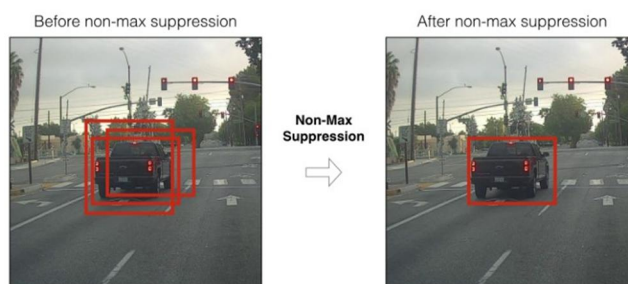 Before non-max suppression
After non-max suppression
Non-Max
Suppression